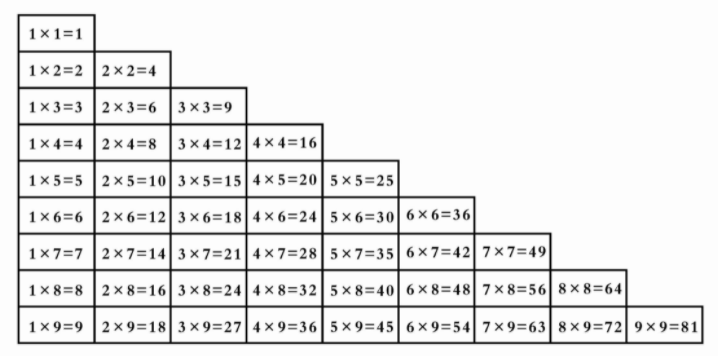 1×1=1
1×2=2 2×2=4
1×3=3 2×3=6 3×3=9
1×4=4 2×4=8 3×4=12 4×4=16
1×5=5 2×5=10 3×5=15 4×5=20 5×5=25
1×6=6 2×6=12 3×6=18 4×6=24 5×6=30 6×6=36
1×7=7 2×7=14 3×7=21 4×7=28 5×7=35 6×7=42 7×7=49
1×8=8 2×8=16 3×8=24 4×8=32 5×8=40 6×8=48 7×8=56 8×8=64
1×9=9 2×9=18 3×9=27 4×9=36 5×9=45 6×9=54 7×9=63 8×9=72 9×9=81